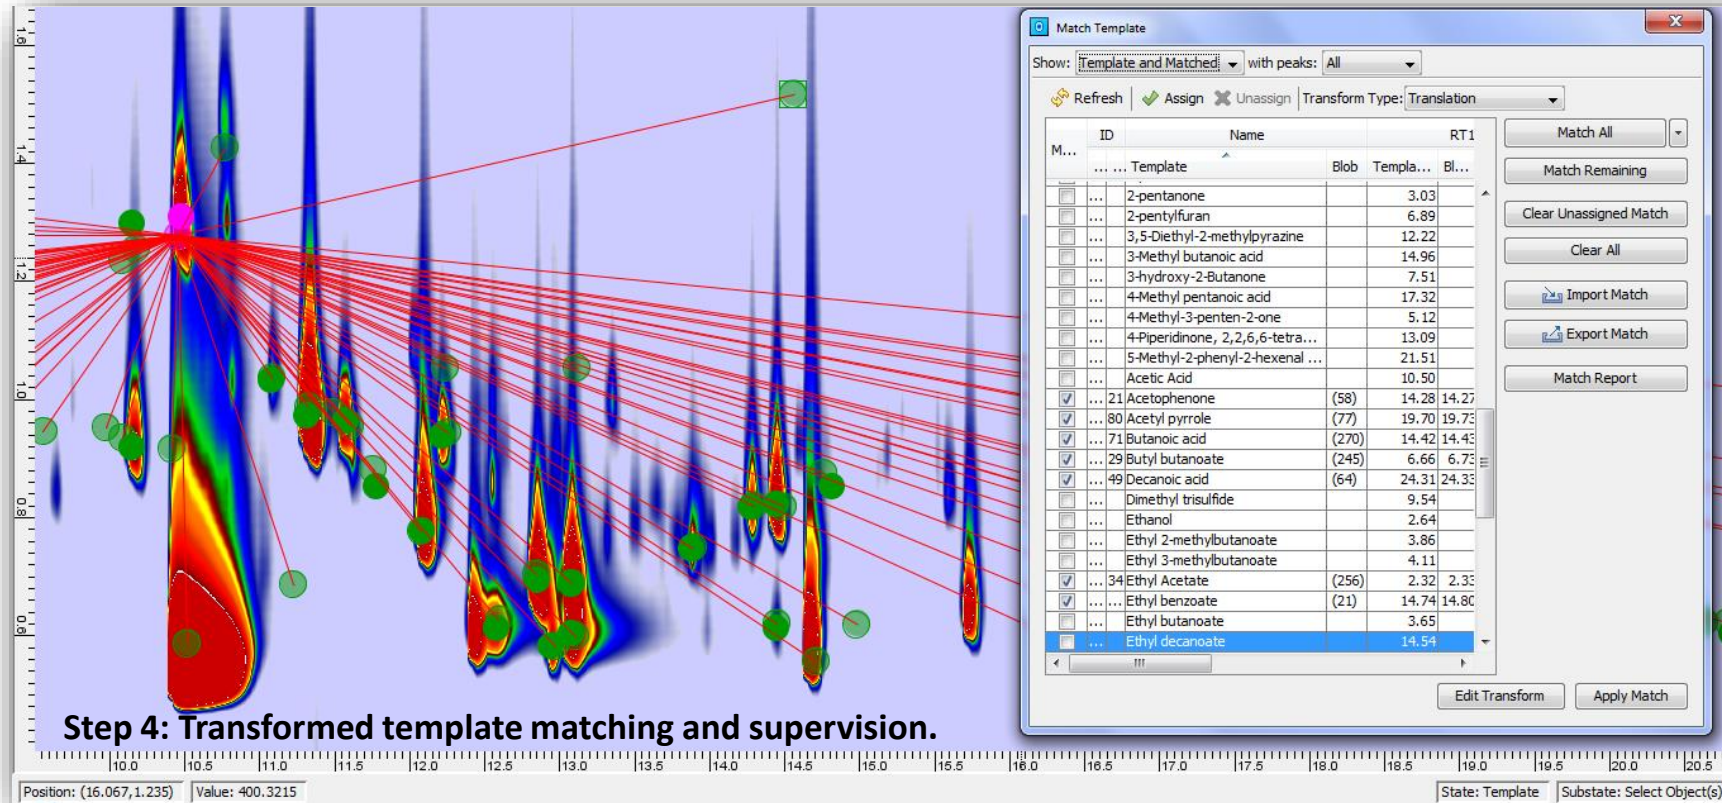 Match Template
Show: Template and Matched with peaks: All
Refresh Assign Unassign Transform Type: Translation
ID Name RT1
M...
... ... Template Blob Templa... Bl...
2-pentanone 3.03
... 2-pentylfuran 6.89
... 3,5-Diethyl-2-methylpyrazine 12.22
... 3-Methyl butanoic acid 14.96
... 3-hydroxy-2-Butanone 7.51
... 4-Methyl pentanoic acid 17.32
... 4-Methyl-3-penten-2-one 5.12
... 4-Piperidinone, 2,2,6,6-tetra... 13.09
... 5-Methyl-2-phenyl-2-hexenal ... 21.51
... Acetic Acid 10.50
... 21 Acetophenone (58) 14.28 14.27
... 80 Acetyl pyrrole (77) 19.70 19.73
... 71 Butanoic acid (270) 14.42 14.43
... 29 Butyl butanoate (245) 6.66 6.73
... 49 Decanoic acid (64) 24.31 24.33
... Dimethyl trisulfide 9.54
... Ethanol 2.64
... Ethyl 2-methylbutanoate 3.86
... Ethyl 3-methylbutanoate 4.11
... 34 Ethyl Acetate (256) 2.32 2.33
... ... Ethyl benzoate (21) 14.74 14.80
... Ethyl butanoate 3.65
... Ethyl decanoate 14.54
Match All
Match Remaining
Clear Unassigned Match
Clear All
Import Match
Export Match
Match Report
Edit Transform Apply Match
1.6
1.4
1.2
1.0
0.8
0.6
Step 4: Transformed template matching and supervision.
10.0 10.5 11.0 11.5 12.0 12.5 13.0 13.5 14.0 14.5 15.0 15.5 16.0 16.5 17.0 17.5 18.0 18.5 19.0 19.5 20.0 20.5
Position: (16.067,1.235) Value: 400.3215 State: Template Substate: Select Object(s)